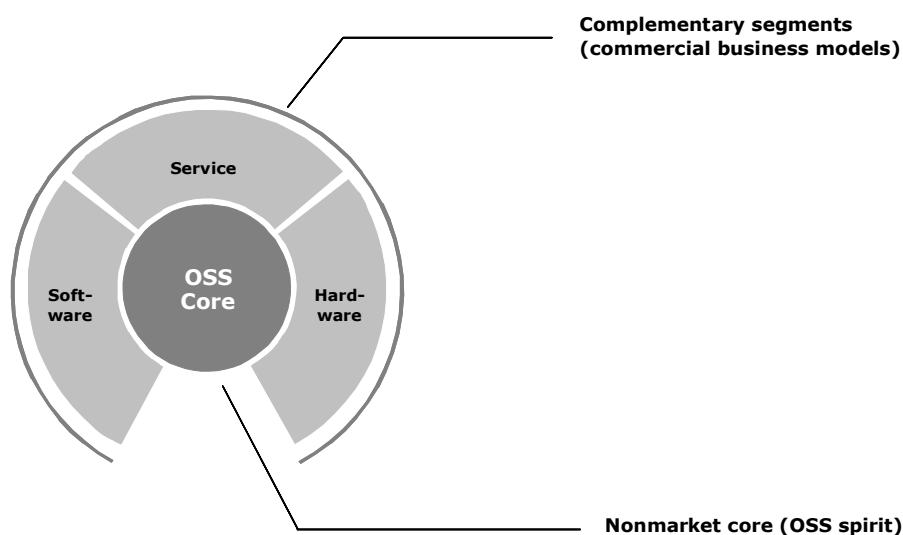 Complementary segments
(commercial business models)
Service
OSS
Core
Soft-
ware
Hard-
ware
Nonmarket core (OSS spirit)